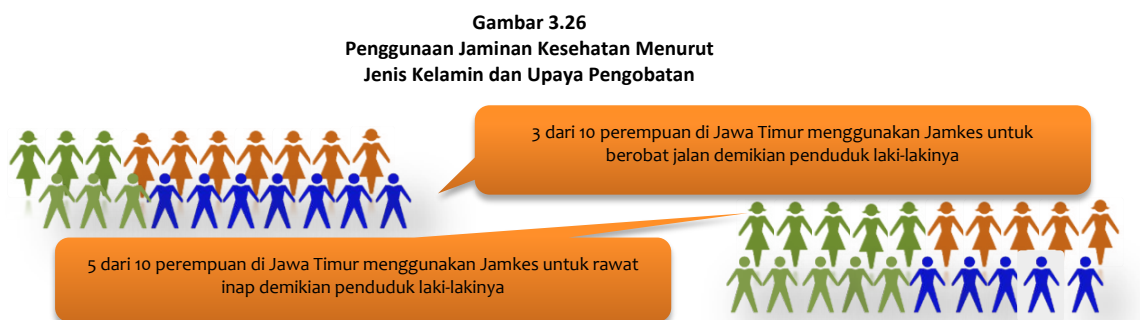 Gambar 3.26
Penggunaan Jaminan Kesehatan Menurut
Jenis Kelamin dan Upaya Pengobatan
3 dari 10 perempuan di Jawa Timur menggunakan Jamkes untuk
berobat jalan demikian penduduk laki-lakinya
5 dari 10 perempuan di Jawa Timur menggunakan Jamkes untuk rawat
inap demikian penduduk laki-lakinya